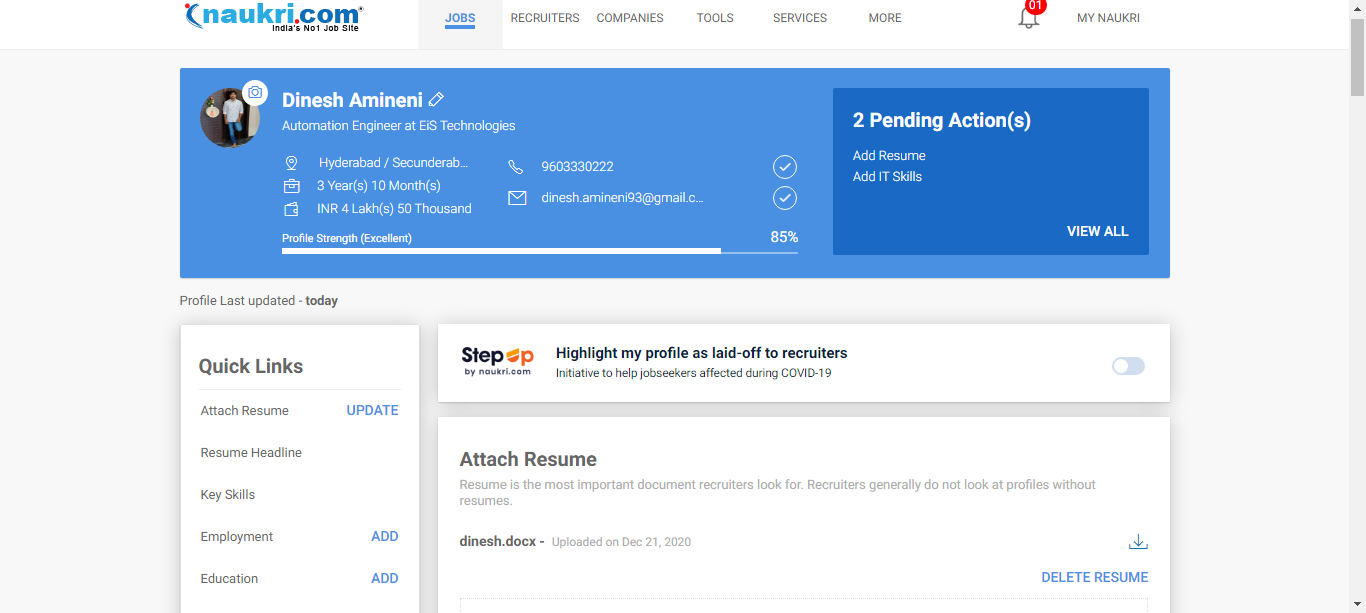 naukri.com
India's No1 Job Site
JOBS
RECRUITERS
COMPANIES
TOOLS
SERVICES
MORE
01
MY NAUKRI
Dinesh Amineni
Automation Engineer at EiS Technologies
Hyderabad / Secunderab...
3 Year(s) 10 Month(s)
INR 4 Lakh(s) 50 Thousand
9603330222
dinesh.amineni93@gmail.c...
Profile Strength (Excellent)
85%
2 Pending Action(s)
Add Resume
Add IT Skills
VIEW ALL
Profile Last updated - today
Quick Links
Attach Resume
UPDATE
Resume Headline
Key Skills
Employment
ADD
Education
ADD
StepUp
by naukri.com
Highlight my profile as laid-off to recruiters
Initiative to help jobseekers affected during COVID-19
Attach Resume
Resume is the most important document recruiters look for. Recruiters generally do not look at profiles without
resumes.
dinesh.docx - Uploaded on Dec 21, 2020
DELETE RESUME